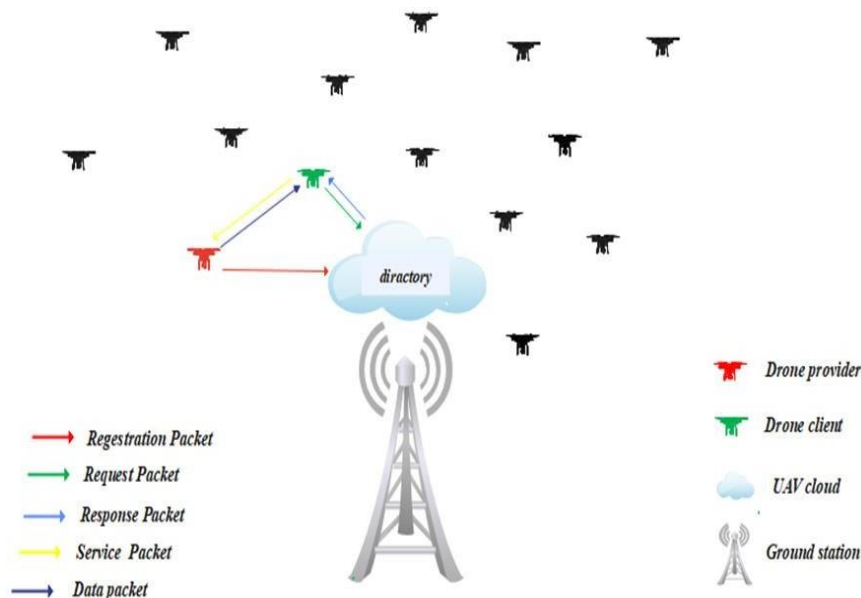 diractory
Regestration Packet
Request Packet
Response Packet
Service Packet
Data packet
Drone provider
Drone client
UAV cloud
Ground station